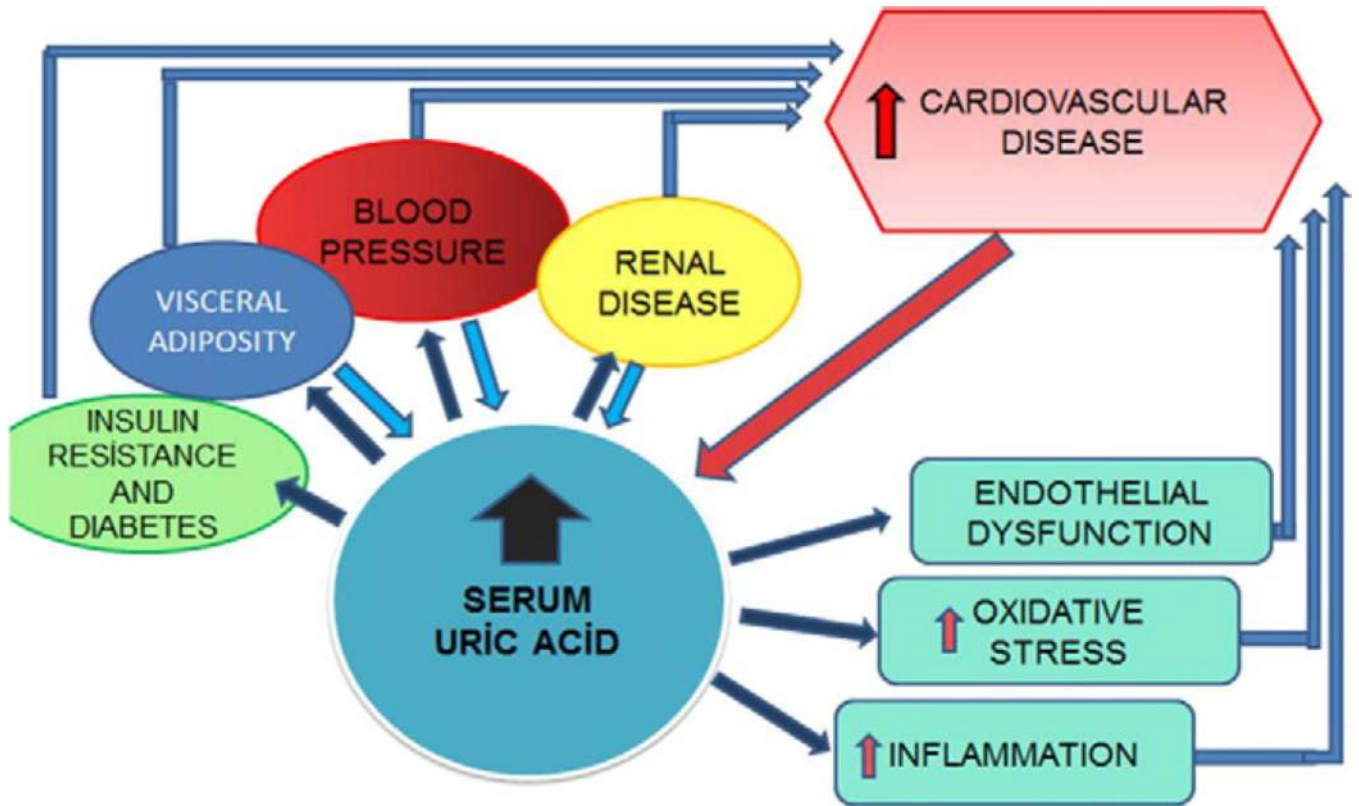 CARDIOVASCULAR
DISEASE
BLOOD
PRESSURE
RENAL
DISEASE
VISCERAL
ADIPOSITY
INSULIN
RESİSTANCE
AND
DIABETES
SERUM
URİC ACİD
ENDOTHELIAL
DYSFUNCTION
OXIDATIVE
STRESS
INFLAMMATION